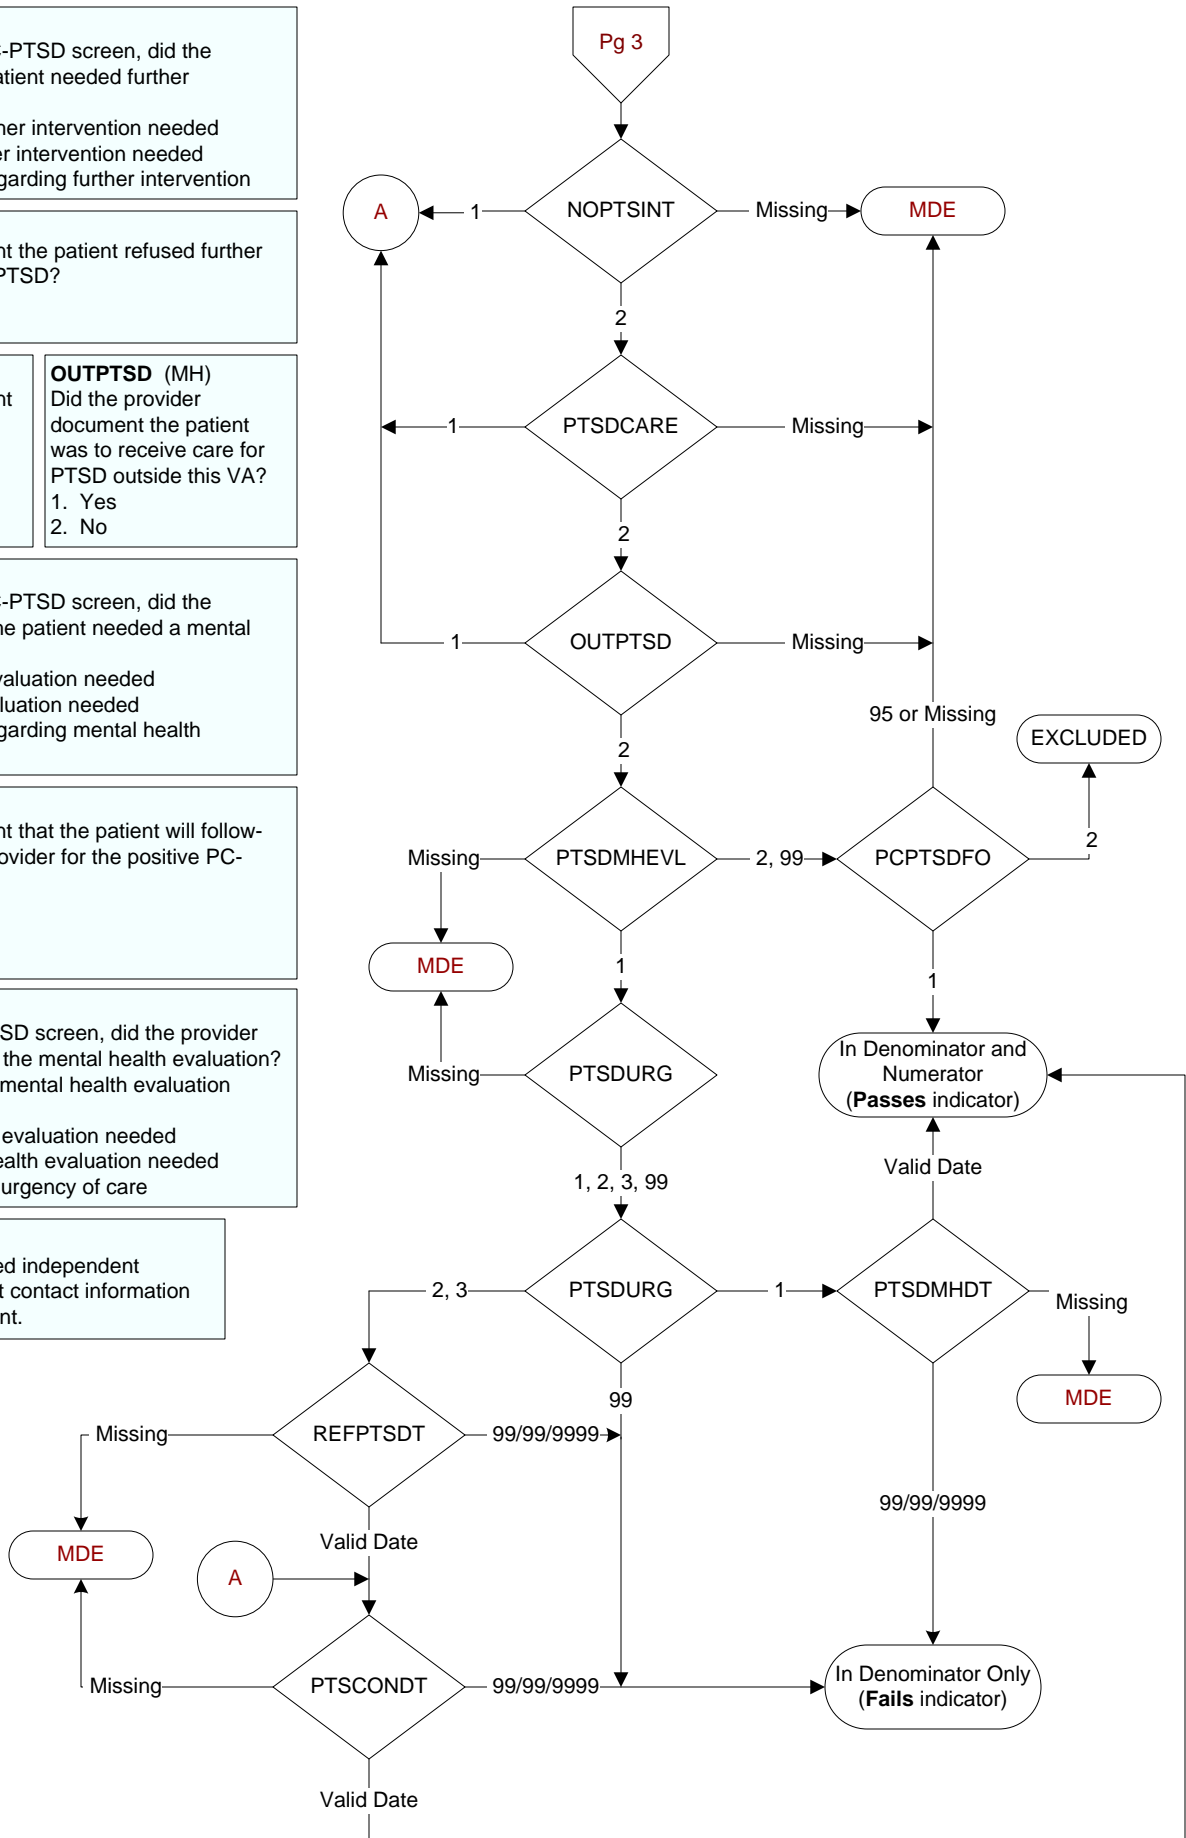 C-PTSD screen, did the
atient needed further
her intervention needed
er intervention needed
garding further intervention
nt the patient refused further
PTSD?
nt
OUTPTSD (MH)
Did the provider
document the patient
was to receive care for
PTSD outside this VA?
1. Yes
2. No
C-PTSD screen, did the
he patient needed a mental
valuation needed
luation needed
garding mental health
nt that the patient will follow-
ovider for the positive PC-
SD screen, did the provider
the mental health evaluation?
mental health evaluation
evaluation needed
ealth evaluation needed
urgency of care
ed independent
t contact information
nt.
Pg 3
A
1
NOPTSINT
Missing
MDE
2
1
PTSDCARE
Missing
2
1
OUTPTSD
Missing
95 or Missing
EXCLUDED
2
Missing
PTSDMHEVL
2, 99
PCPTSDFO
2
MDE
1
1
Missing
PTSDURG
In Denominator and
Numerator
(Passes indicator)
Valid Date
1, 2, 3, 99
2, 3
PTSDURG
1
PTSDMHDT
Missing
MDE
99
Missing
REFPTSDT
99/99/9999
99/99/9999
MDE
Valid Date
A
Missing
PTSCONDT
99/99/9999
In Denominator Only
(Fails indicator)
Valid Date